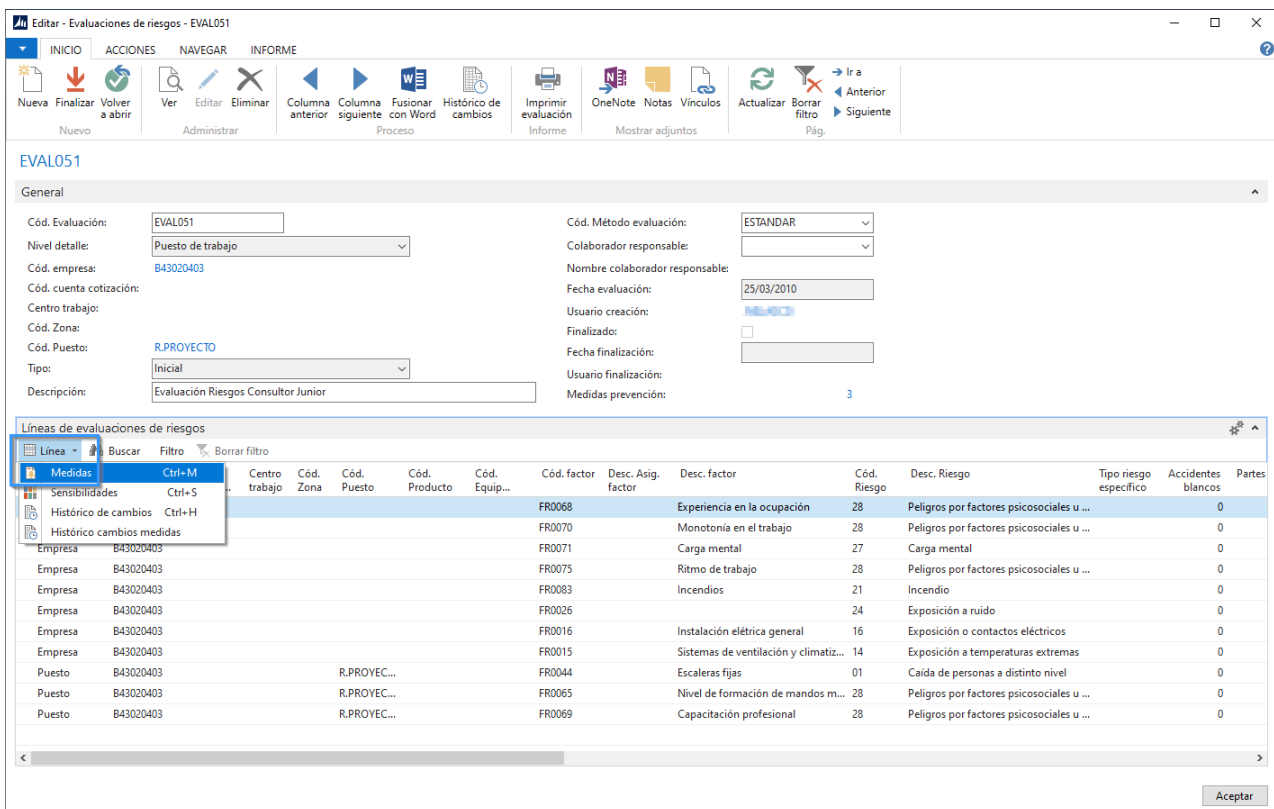 Editar - Evaluaciones de riesgos - EVAL051
INICIO ACCIONES NAVEGAR INFORME
Nueva Finalizar Volver a abrir Ver Editar Eliminar Columna anterior Columna siguiente Fusionar con Word Histórico de cambios Imprimir evaluación OneNote Notas Vínculos Actualizar Borrar filtro Ir a
Anterior
Siguiente
Nuevo Administrar Proceso Informe Mostrar adjuntos Pág.
EVAL051
General
Cód. Evaluación: EVAL051 Cód. Método evaluación: ESTANDAR
Nivel detalle: Puesto de trabajo Colaborador responsable:
Cód. empresa: B43020403 Nombre colaborador responsable:
Cód. cuenta cotización: Fecha evaluación: 25/03/2010
Centro trabajo: Usuario creación:
Cód. Zona: Finalizado:
Cód. Puesto: R.PROYECTO Fecha finalización:
Tipo: Inicial Usuario finalización:
Descripción: Evaluación Riesgos Consultor Junior Medidas prevención: 3
Líneas de evaluaciones de riesgos
Línea Buscar Filtro Borrar filtro
Medidas Ctrl+M
Sensibilidades Ctrl+S
Histórico de cambios Ctrl+H
Histórico cambios medidas
Centro trabajo Cód. Zona Cód. Puesto Cód. Producto Cód. Equip... Cód. factor Desc. Asig. factor Desc. factor Cód. Riesgo Desc. Riesgo Tipo riesgo específico Accidentes blancos Partes
FR0068 Experiencia en la ocupación 28 Peligros por factores psicosociales u ... 0
FR0070 Monotonía en el trabajo 28 Peligros por factores psicosociales u ... 0
Empresa B43020403 FR0071 Carga mental 27 Carga mental 0
Empresa B43020403 FR0075 Ritmo de trabajo 28 Peligros por factores psicosociales u ... 0
Empresa B43020403 FR0083 Incendios 21 Incendio 0
Empresa B43020403 FR0026 24 Exposición a ruido 0
Empresa B43020403 FR0016 Instalación elétrica general 16 Exposición o contactos eléctricos 0
Empresa B43020403 FR0015 Sistemas de ventilación y climatiz... 14 Exposición a temperaturas extremas 0
Puesto B43020403 R.PROYEC... FR0044 Escaleras fijas 01 Caída de personas a distinto nivel 0
Puesto B43020403 R.PROYEC... FR0065 Nivel de formación de mandos m... 28 Peligros por factores psicosociales u ... 0
Puesto B43020403 R.PROYEC... FR0069 Capacitación profesional 28 Peligros por factores psicosociales u ... 0
Aceptar